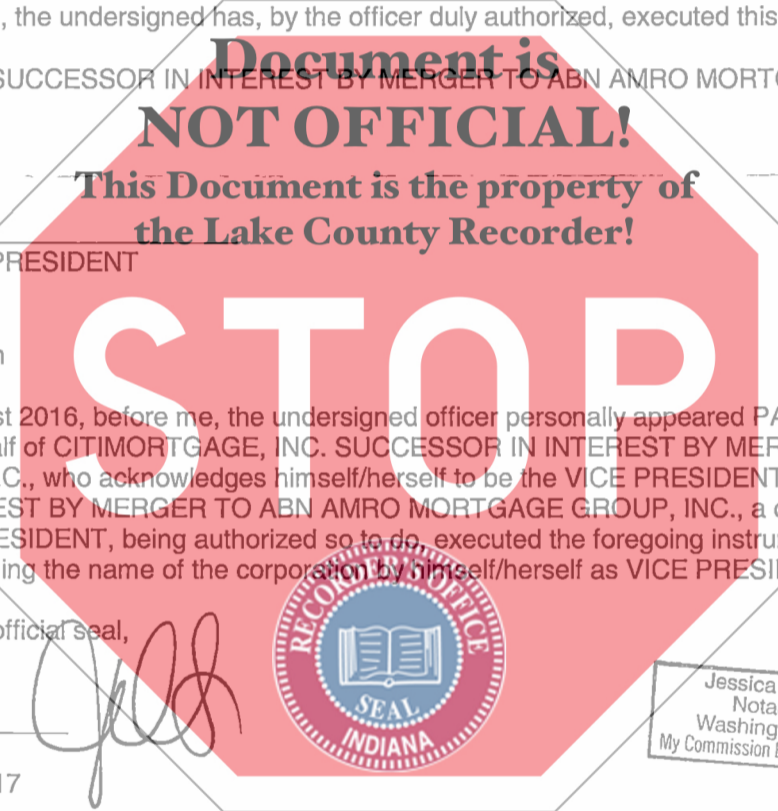 , the undersigned has, by the officer duly authorized, executed this
Document is
SUCCESSOR IN INTEREST BY MERGER TO ABN AMRO MORTG
NOT OFFICIAL!
This Document is the property of
the Lake County Recorder!
PRESIDENT
STOP
st 2016, before me, the undersigned officer personally appeared PA
alf of CITIMORTGAGE, INC. SUCCESSOR IN INTEREST BY MER
C., who acknowledges himself/herself to be the VICE PRESIDENT
EST BY MERGER TO ABN AMRO MORTGAGE GROUP, INC., a c
ESIDENT, being authorized so to do, executed the foregoing instru
ing the name of the corporation by himself/herself as VICE PRESI
official seal,
RECORDER'S OFFICE
SEAL
INDIANA
Jessica
Nota
Washing
My Commission E
17